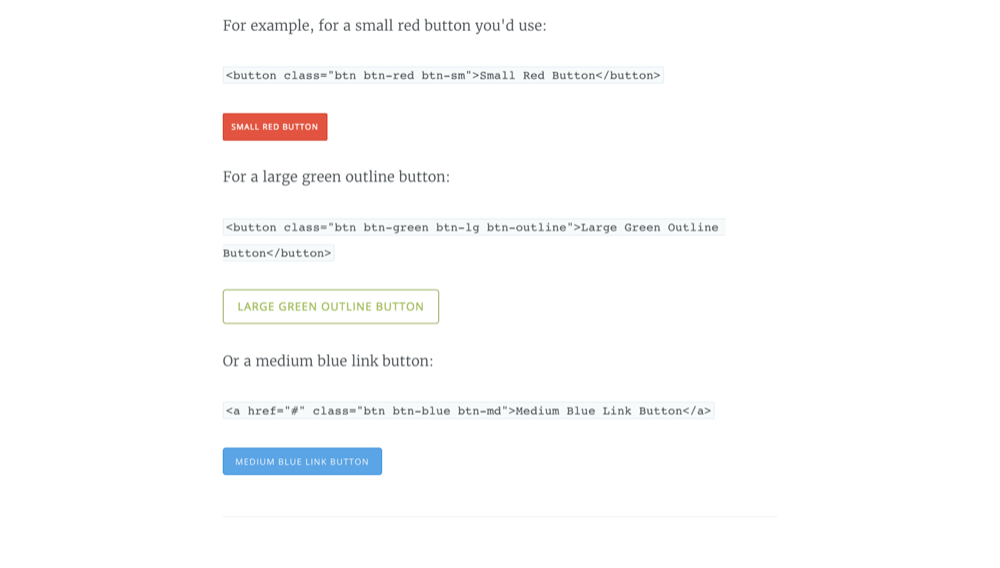 For example, for a small red button you'd use:
<button class="btn btn-red btn-sm">Small Red Button</button>
SMALL RED BUTTON
For a large green outline button:
<button class="btn btn-green btn-lg btn-outline">Large Green Outline
Button</button>
LARGE GREEN OUTLINE BUTTON
Or a medium blue link button:
<a href="#" class="btn btn-blue btn-md">Medium Blue Link Button</a>
MEDIUM BLUE LINK BUTTON